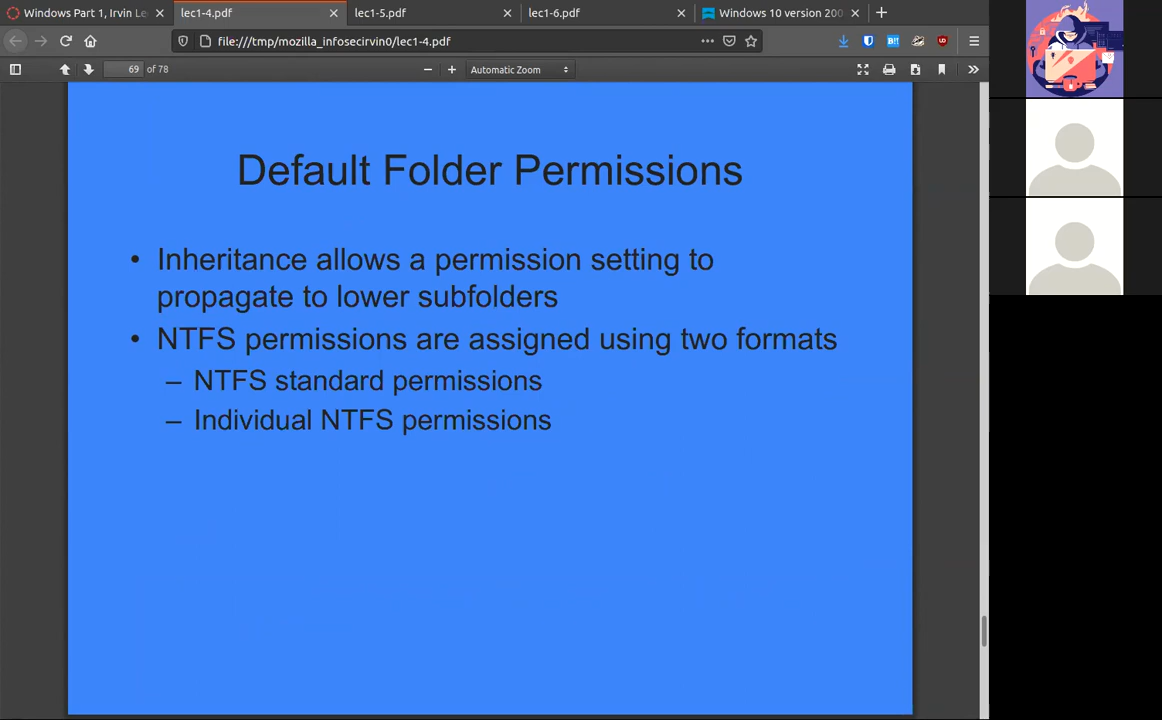 Windows Part 1, Irvin Le
lec1-4.pdf
lec1-5.pdf
lec1-6.pdf
Windows 10 version 200
file:///tmp/mozilla_infosecirvin0/lec1-4.pdf
69 of 78
Automatic Zoom
Default Folder Permissions
• Inheritance allows a permission setting to
propagate to lower subfolders
• NTFS permissions are assigned using two formats
– NTFS standard permissions
– Individual NTFS permissions